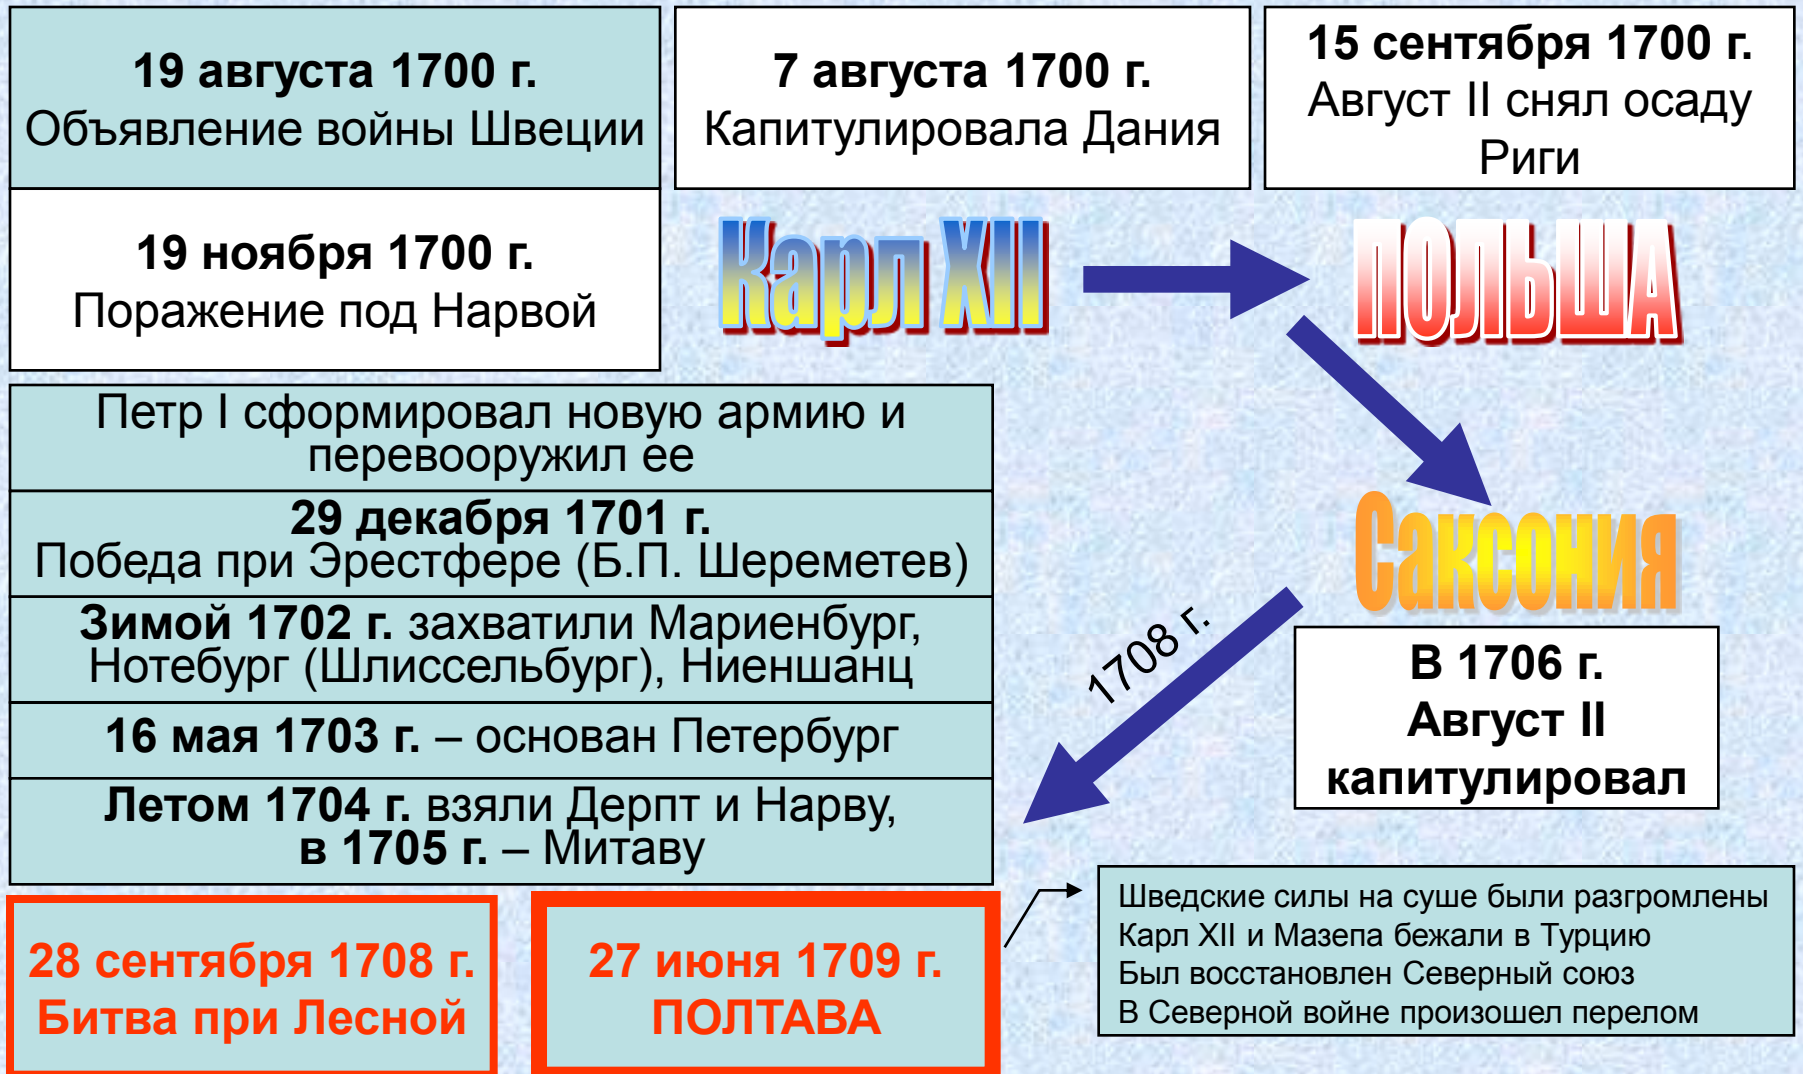 19 августа 1700 г.
Объявление войны Швеции
7 августа 1700 г.
Капитулировала Дания
15 сентября 1700 г.
Август II снял осаду
Риги
19 ноября 1700 г.
Поражение под Нарвой
Карл XII
ПОЛЬША
Петр I сформировал новую армию и
перевооружил ее
29 декабря 1701 г.
Победа при Эрестфере (Б.П. Шереметев)
Зимой 1702 г. захватили Мариенбург,
Нотебург (Шлиссельбург), Ниеншанц
16 мая 1703 г. – основан Петербург
Летом 1704 г. взяли Дерпт и Нарву,
в 1705 г. – Митаву
Саксония
1708 г.
В 1706 г.
Август II
капитулировал
28 сентября 1708 г.
Битва при Лесной
27 июня 1709 г.
ПОЛТАВА
Шведские силы на суше были разгромлены
Карл XII и Мазепа бежали в Турцию
Был восстановлен Северный союз
В Северной войне произошел перелом